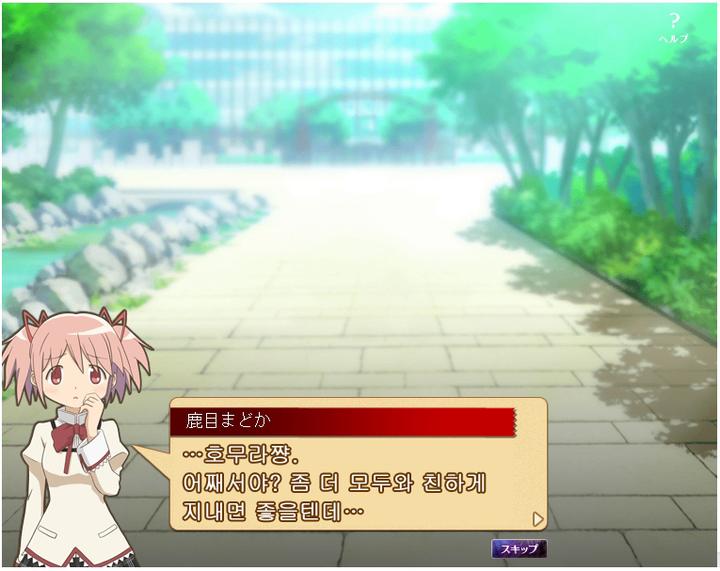 ?
ヘルプ
鹿目まどか
…호무라쨩.
어째서야? 좀 더 모두와 친하게
지내면 좋을텐데…
スキップ